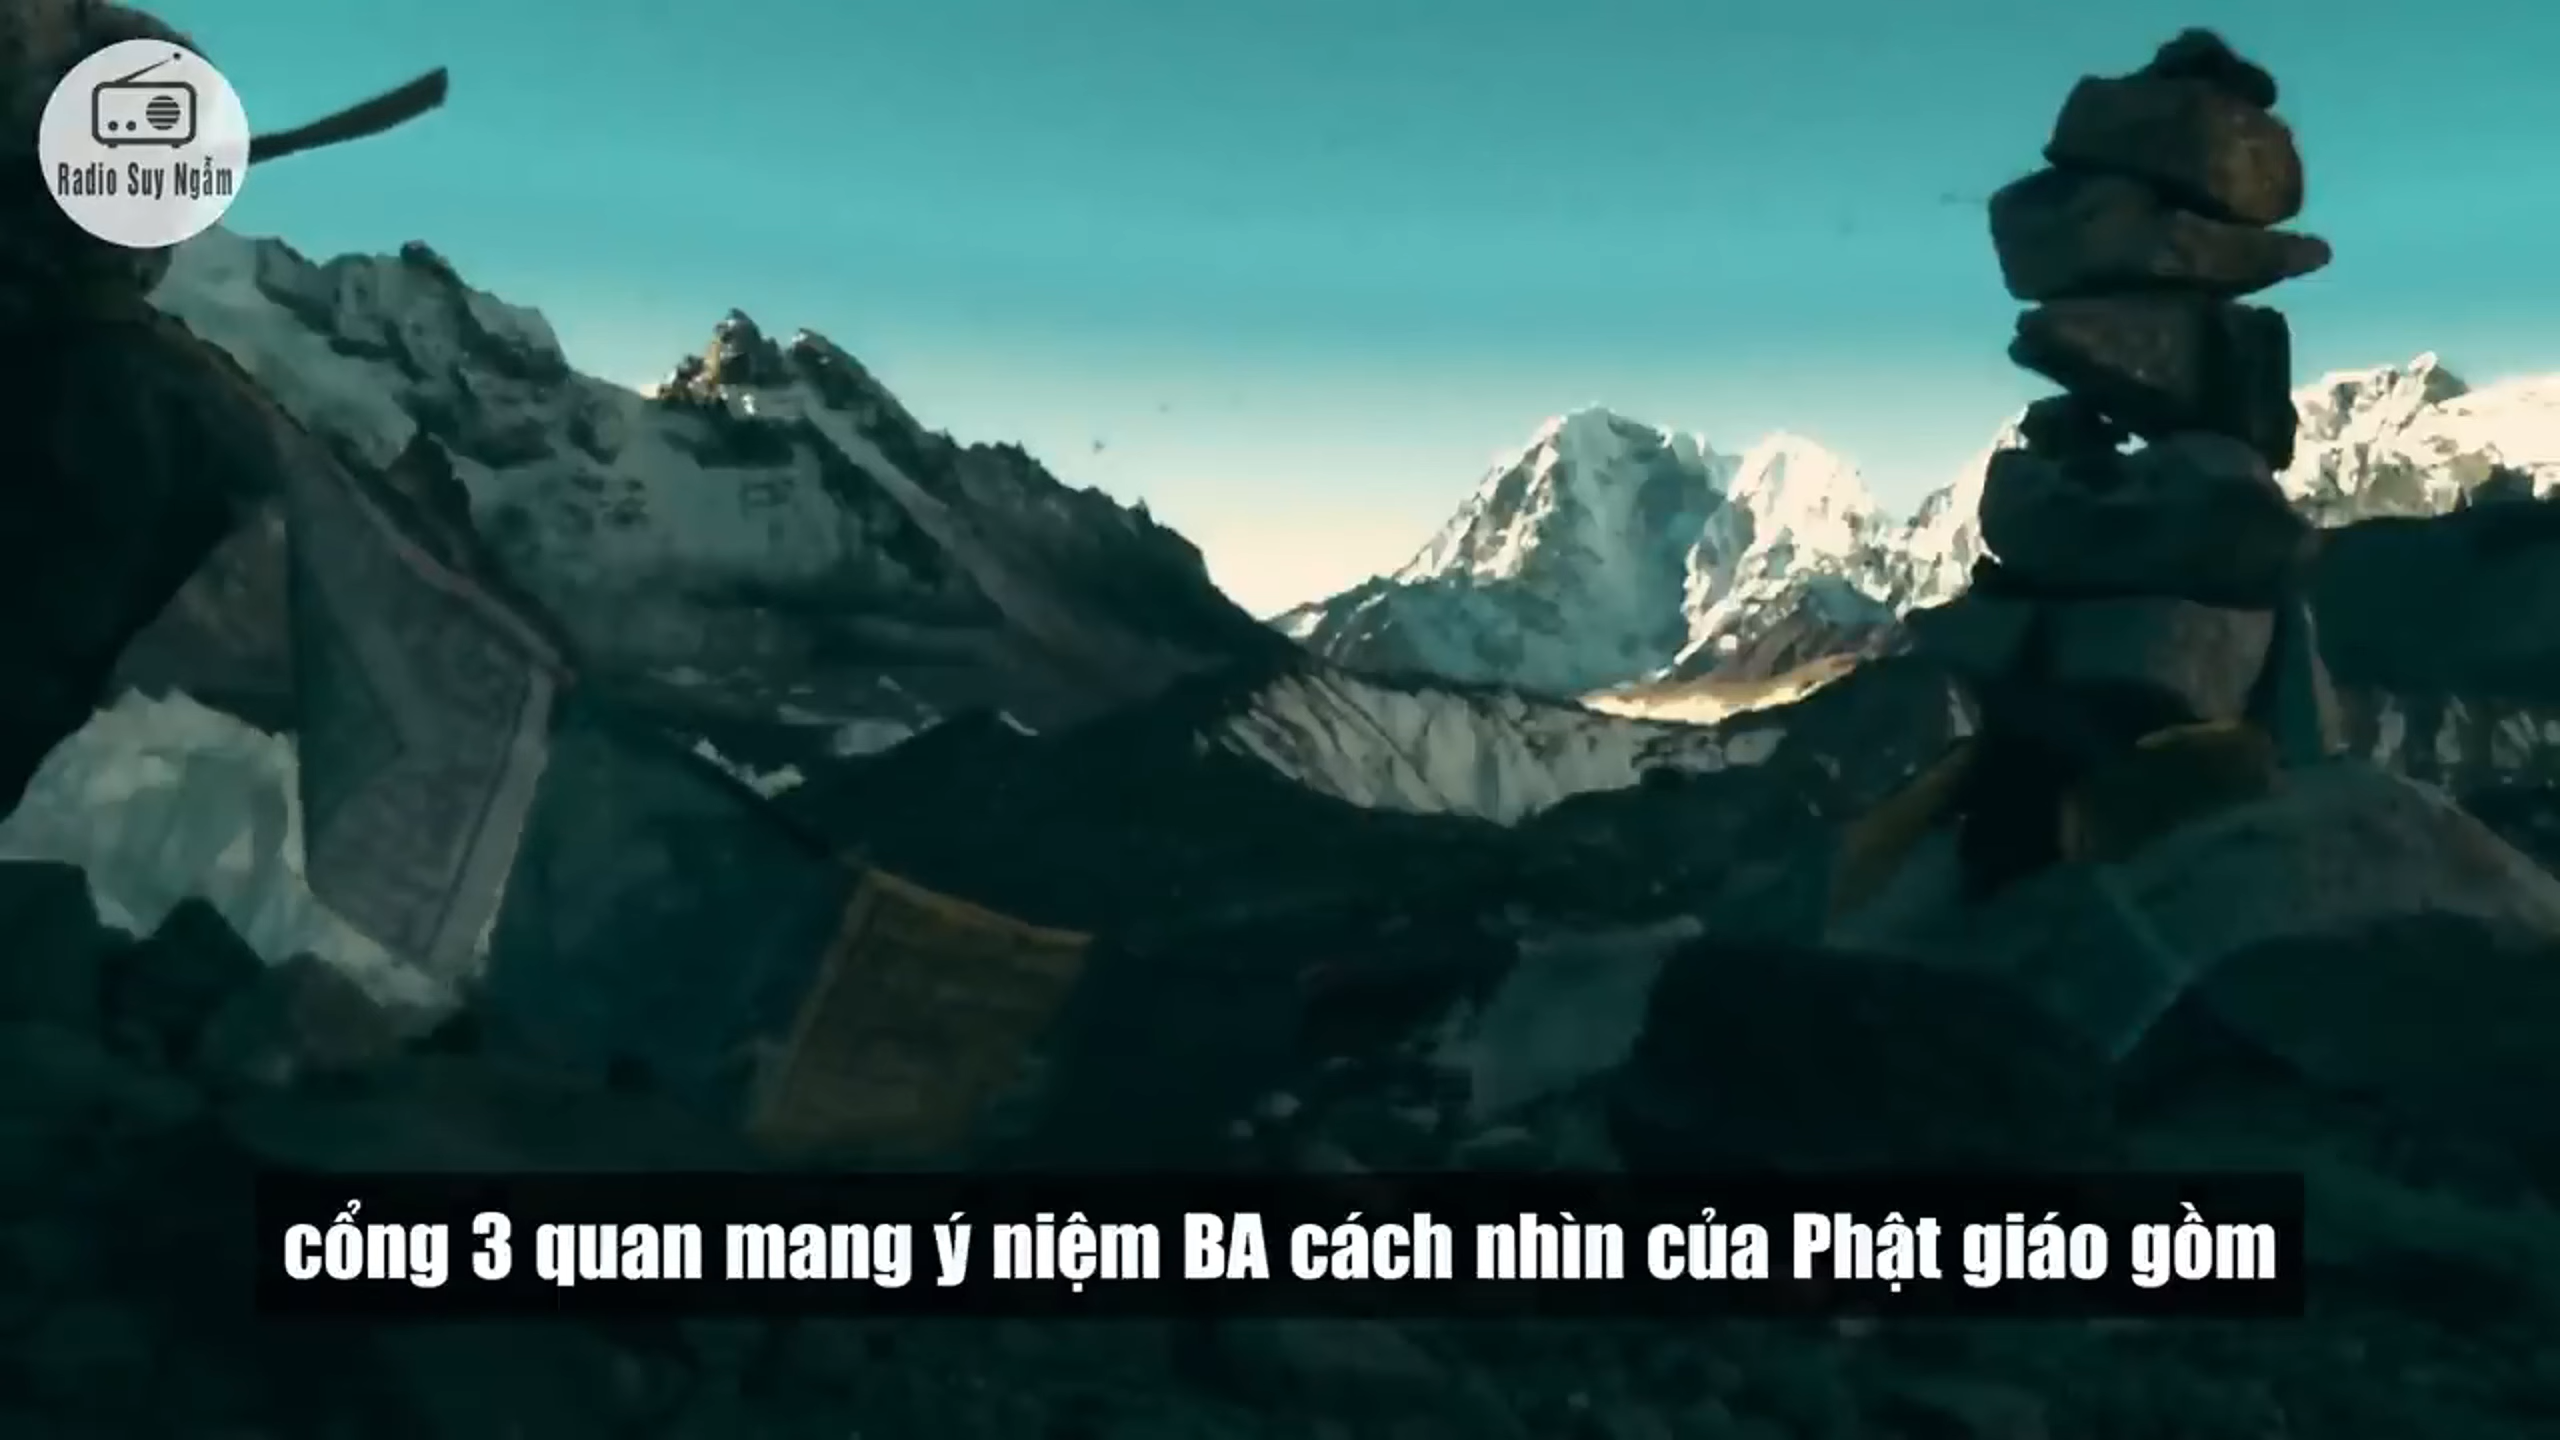 Radio Suy Ngẫm
cổng 3 quan mang ý niệm BA cách nhìn của Phật giáo gồm